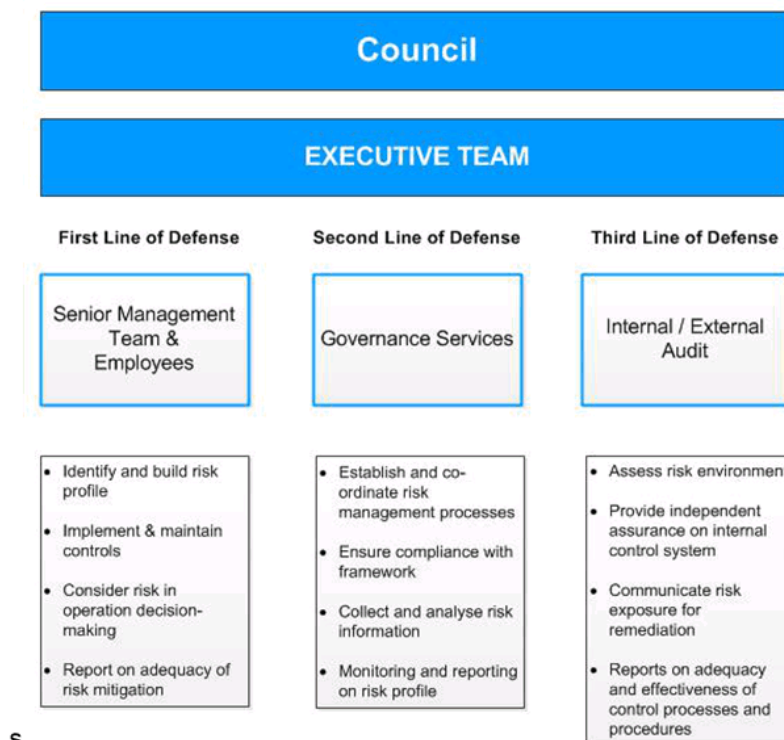 Council
EXECUTIVE TEAM
First Line of Defense
Second Line of Defense
Third Line of Defense
Senior Management
Team &
Employees
Governance Services
Internal / External
Audit
• Identify and build risk
profile
• Implement & maintain
controls
• Consider risk in
operation decision-
making
• Report on adequacy of
risk mitigation
• Establish and co-
ordinate risk
management processes
• Ensure compliance with
framework
• Collect and analyse risk
information
• Monitoring and reporting
on risk profile
• Assess risk environment
• Provide independent
assurance on internal
control system
• Communicate risk
exposure for
remediation
• Reports on adequacy
and effectiveness of
control processes and
procedures
s